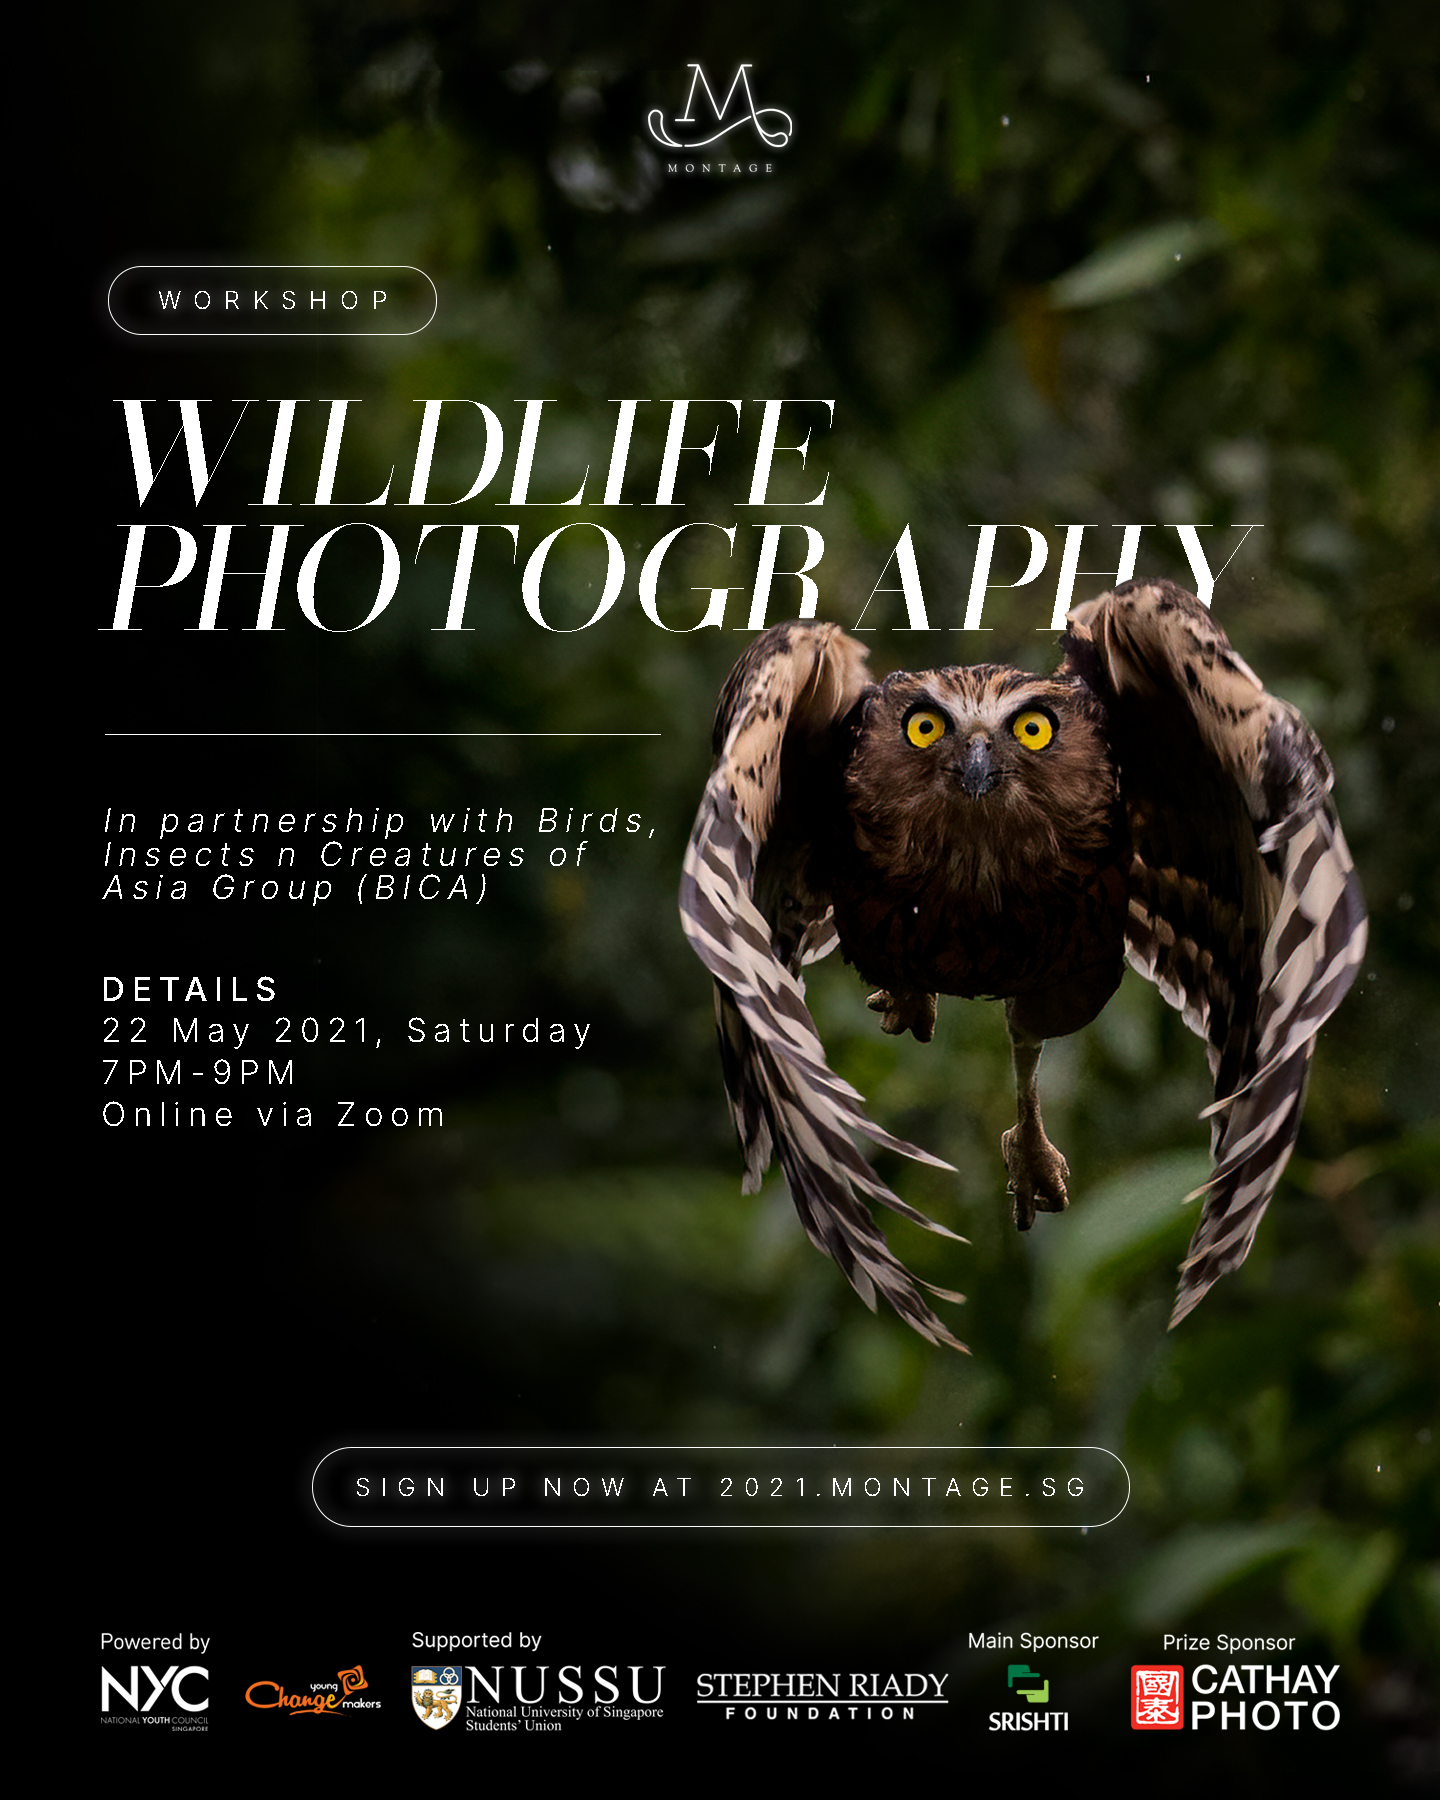 M
MONTAGE
WORKSHOP
WILDLIFE
PHOTOGRAPHY
In partnership with Birds,
Insects n Creatures of
Asia Group (BICA)
DETAILS
22 May 2021, Saturday
7PM-9PM
Online via Zoom
SIGN UP NOW AT 2021.MONTAGE.SG
Powered by
NYC
NATIONAL YOUTH COUNCIL
SINGAPORE
young
Change makers
Supported by
NUSSU
National University of Singapore
Students' Union
STEPHEN RIADY
FOUNDATION
Main Sponsor
SRISHTI
Prize Sponsor
國泰
CATHAY
PHOTO